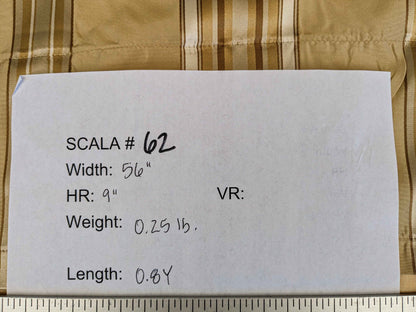 SCALA # 62
Width: 56"
HR: 9" VR:
Weight: 0.25 lb.
Length: 0.8Y